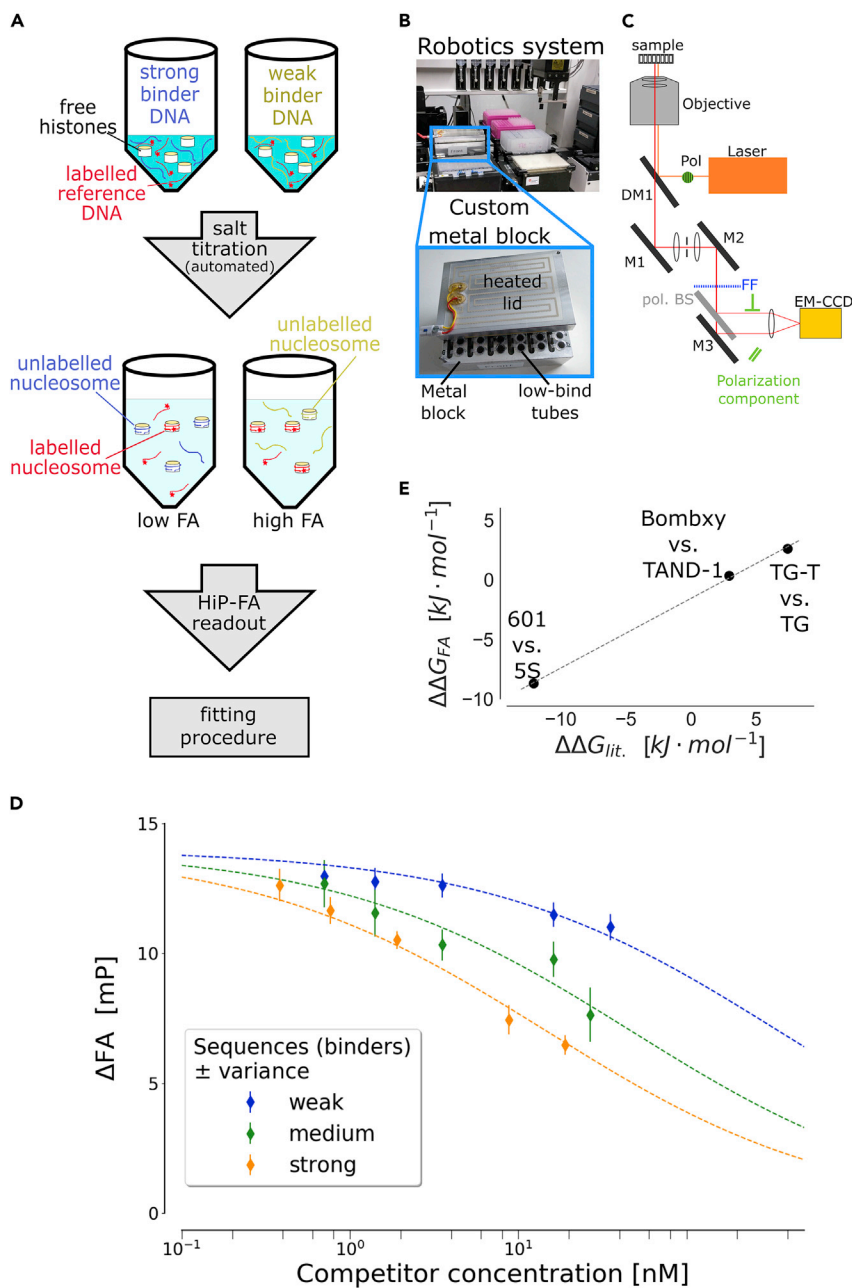 A
strong
binder
DNA
weak
binder
DNA
free
histones
labelled
reference
DNA
salt
titration
(automated)
unlabelled
nucleosome
unlabelled
nucleosome
labelled
nucleosome
low FA
high FA
HiP-FA
readout
fitting
procedure
B
Robotics system
Custom
metal block
heated
lid
Metal
block
low-bind
tubes
C
sample
Objective
Pol
Laser
DM1
M1
M2
FF
pol. BS
EM-CCD
M3
Polarization
component
E
ΔΔG_FA [kJ · mol⁻¹]
5
0
−5
−10
Bombxy
vs.
TAND-1
TG-T
vs.
TG
601
vs.
5S
−10
−5
0
5
ΔΔG_lit. [kJ · mol⁻¹]
D
ΔFA [mP]
15
10
5
0
Sequences (binders)
± variance
weak
medium
strong
10⁻¹
10⁰
10¹
Competitor concentration [nM]